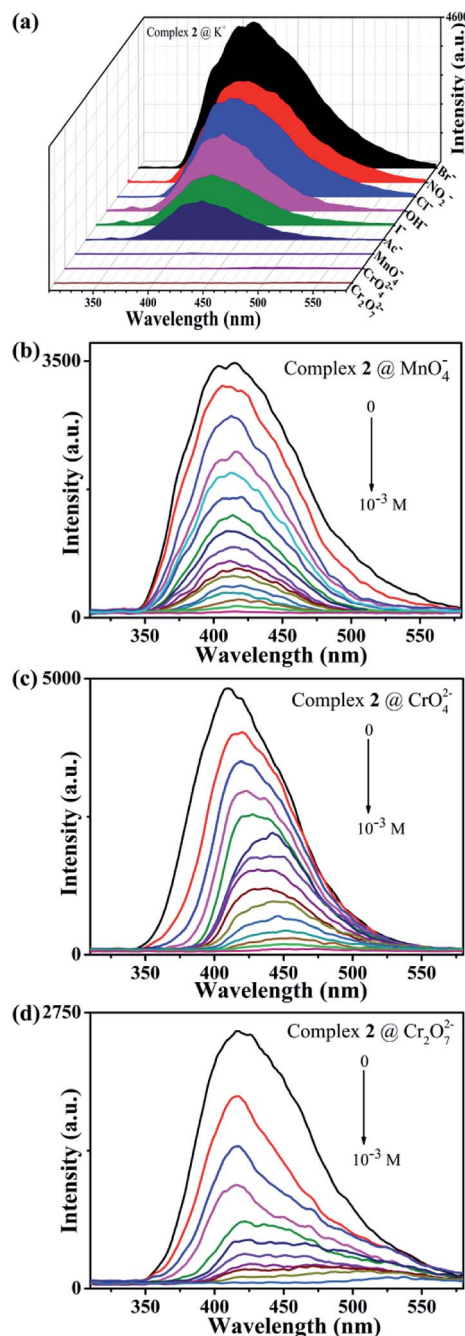 (a)
Complex 2 @ K⁺
4600
Intensity (a.u.)
Br⁻
NO₂⁻
Cl⁻
OH⁻
I⁻
Ac⁻
MnO₄⁻
CrO₄²⁻
Cr₂O₇²⁻
350 400 450 500 550
Wavelength (nm)
(b)
3500
Complex 2 @ MnO₄⁻
0
10⁻³ M
Intensity (a.u.)
0
350 400 450 500 550
Wavelength (nm)
(c)
5000
Complex 2 @ CrO₄²⁻
0
10⁻³ M
Intensity (a.u.)
0
350 400 450 500 550
Wavelength (nm)
(d)
2750
Complex 2 @ Cr₂O₇²⁻
0
10⁻³ M
Intensity (a.u.)
0
350 400 450 500 550
Wavelength (nm)